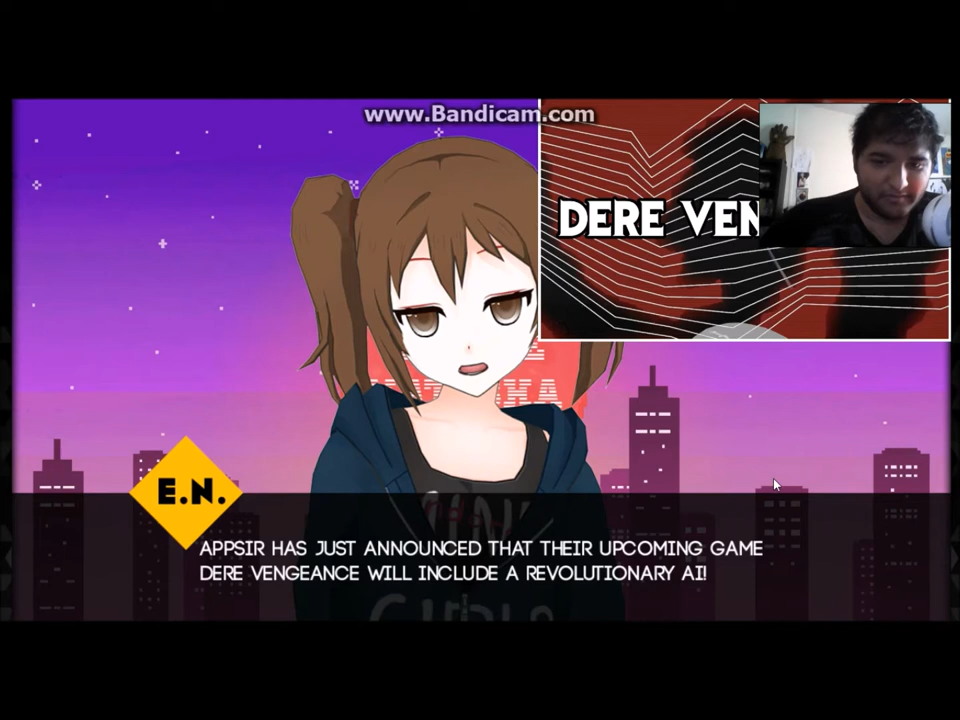 www.Bandicam.com
DERE VEN
E.N.
APPSIR HAS JUST ANNOUNCED THAT THEIR UPCOMING GAME
DERE VENGEANCE WILL INCLUDE A REVOLUTIONARY AI!